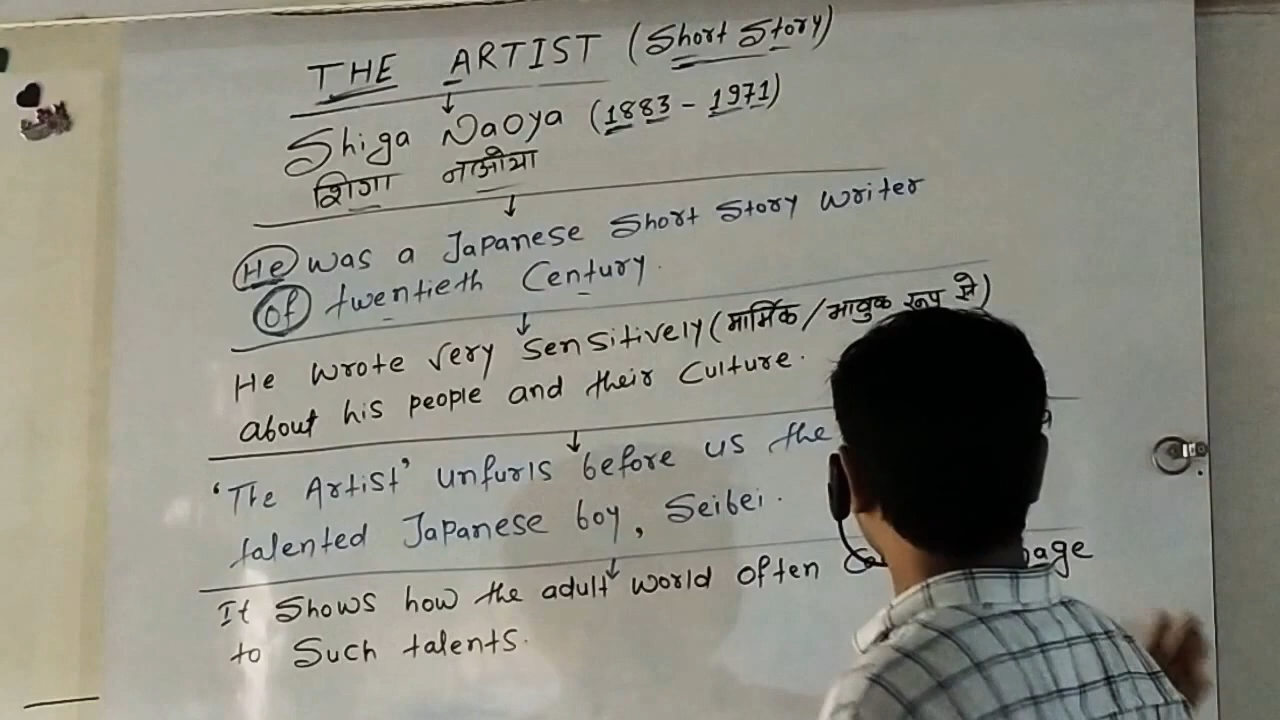 THE ARTIST (Short Story)
Shiga Naoya (1883 - 1971)
शिगा नाओया
He was a Japanese Short Story writer
of twentieth Century.
He wrote very sensitively (मार्मिक / भावुक रूप से)
about his people and their culture.
'The Artist' unfurls before us the
talented Japanese boy, Seibei.
It shows how the adult world often
to such talents.